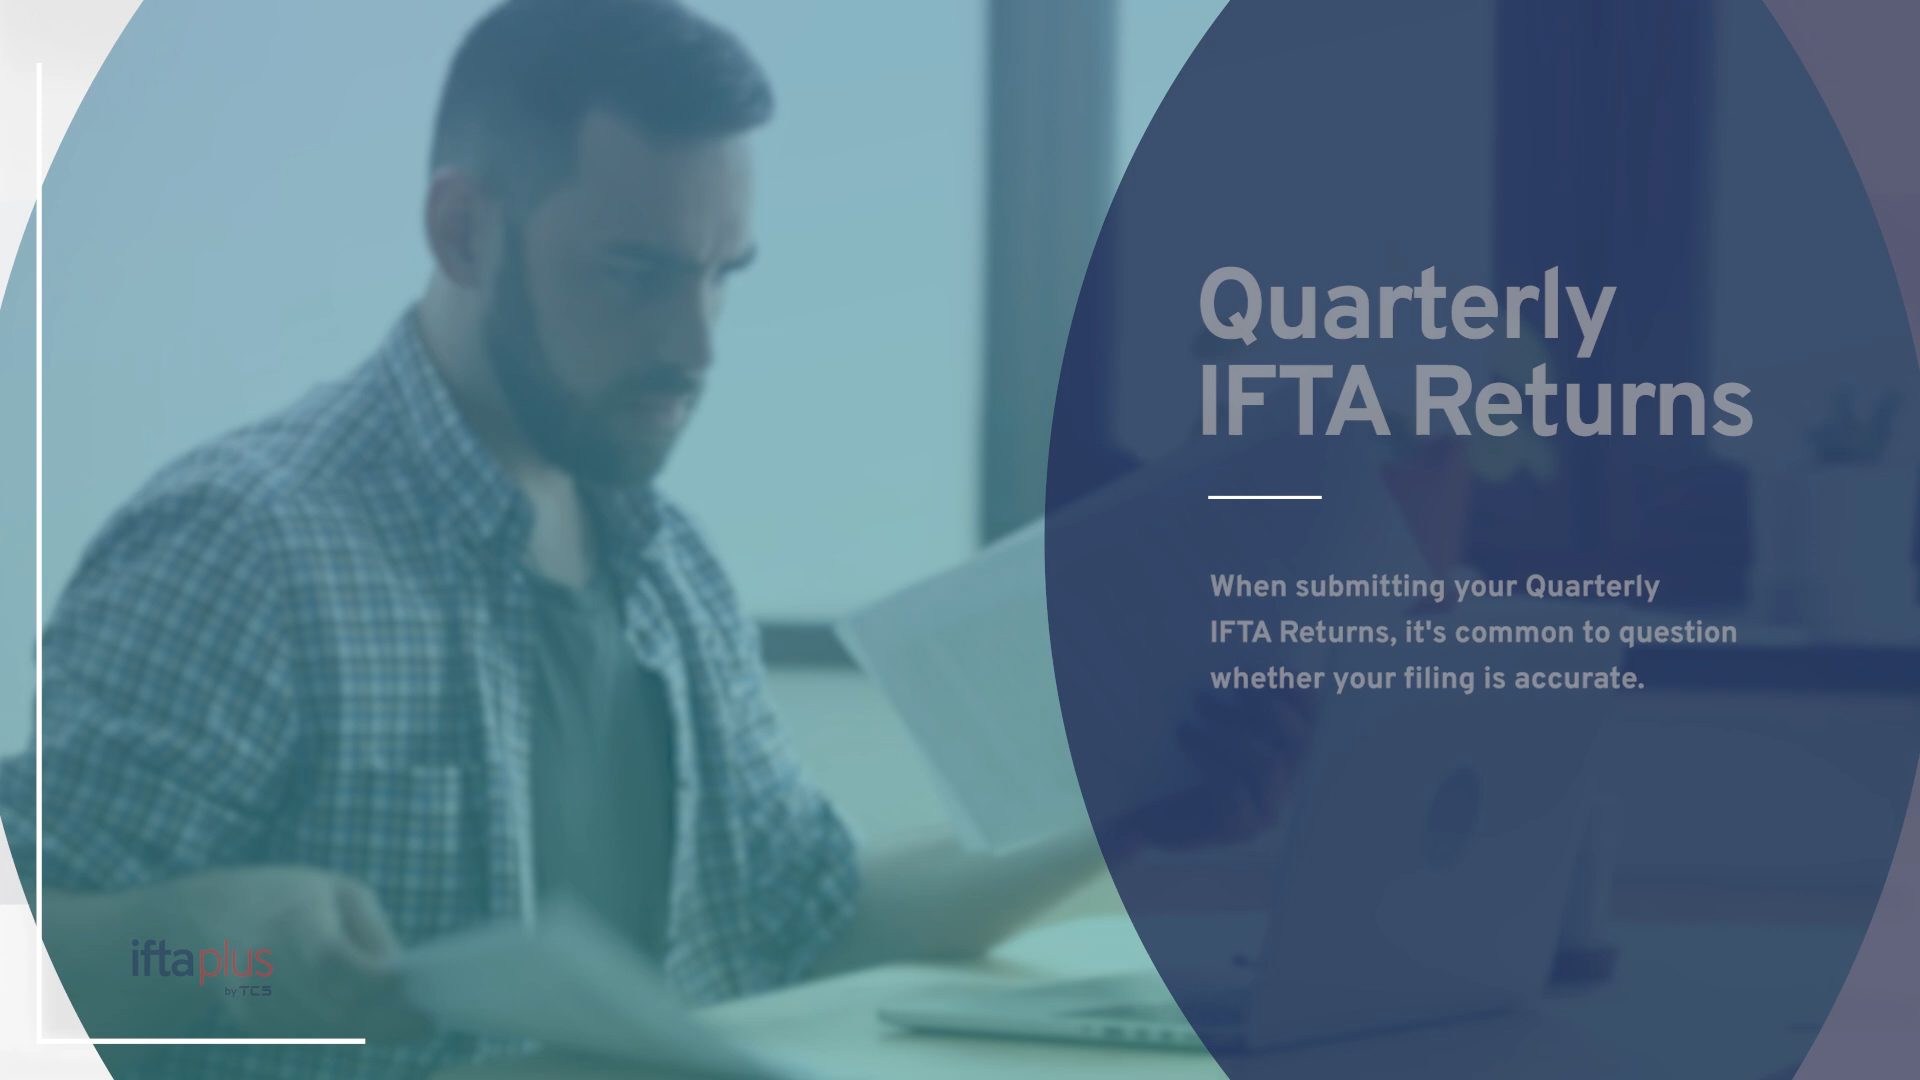 Quarterly
IFTA Returns
When submitting your Quarterly
IFTA Returns, it's common to question
whether your filing is accurate.
iftaplus
by TCS